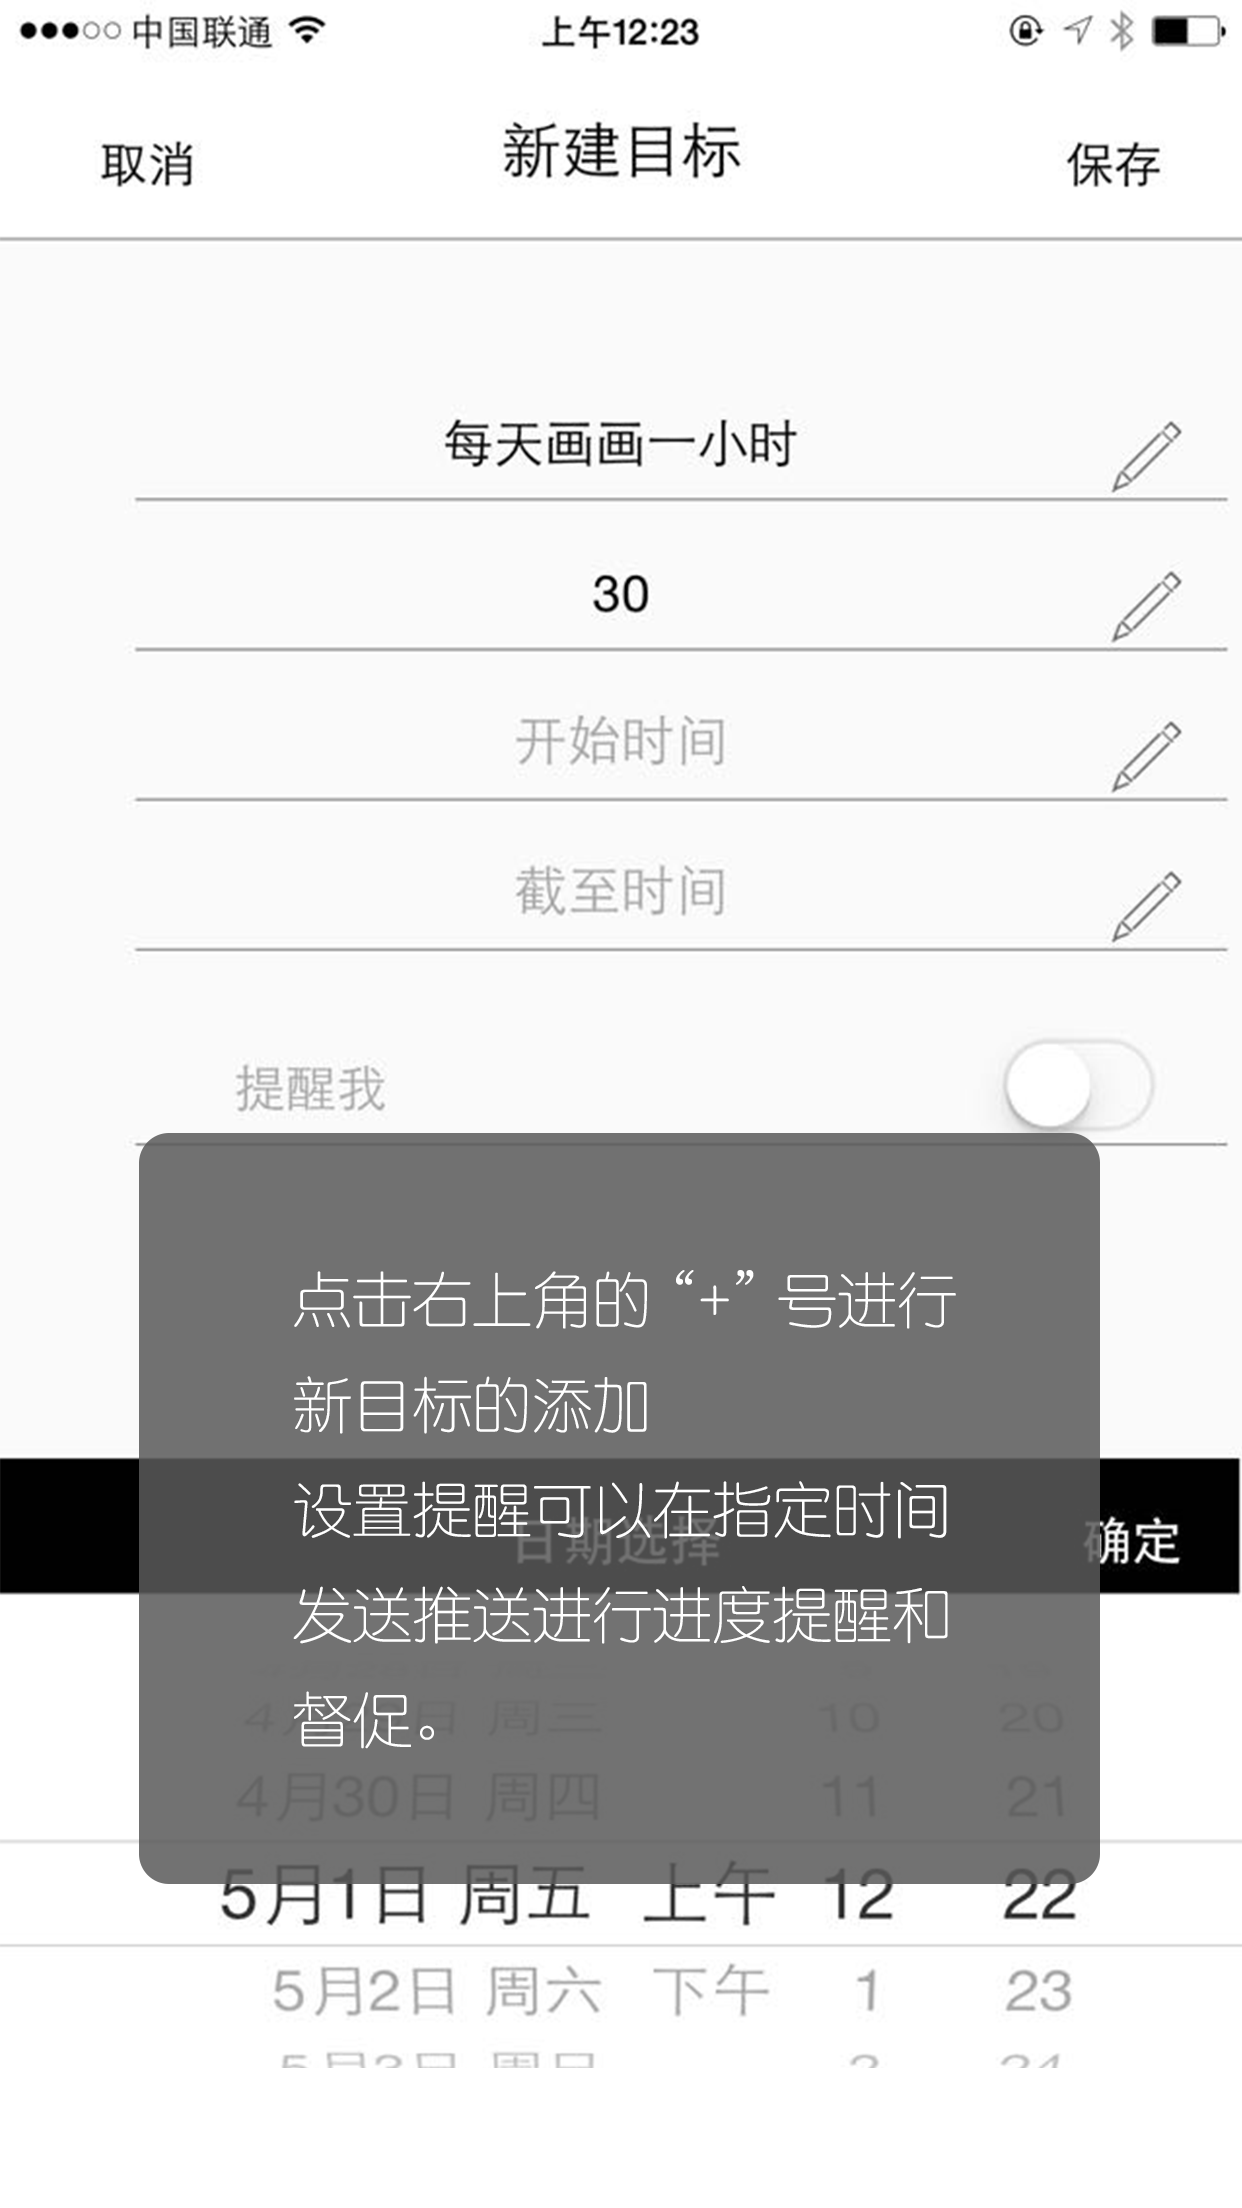 中国联通 上午12:23
取消 新建目标 保存
每天画画一小时
30
开始时间
截至时间
提醒我
点击右上角的“+”号进行
新目标的添加
设置提醒可以在指定时间
日期选择 确定
发送推送进行进度提醒和
督促。
周三 10 20
4月30日 周四 11 21
5月1日 周五 上午 12 22
5月2日 周六 下午 1 23
5月3日 周日 2 24